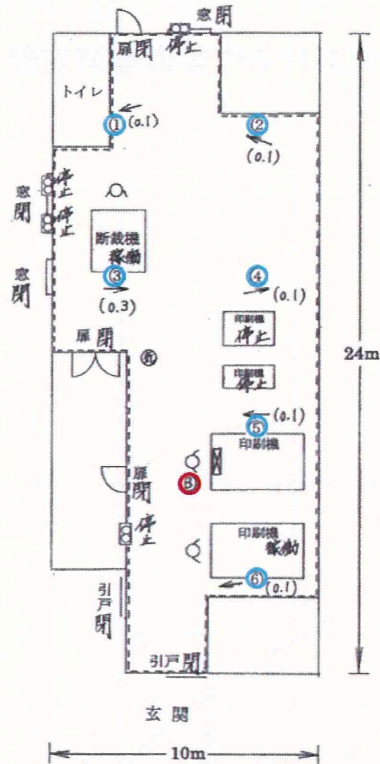 窓閉
扉閉
停止
トイレ
①
(0.1)
②
(0.1)
停止
窓
閉
停止
断裁機
稼働
③
(0.3)
④
(0.1)
窓
閉
印刷機
停止
扉 閉
24m
印刷機
停止
⑤
(0.1)
印刷機
扉
閉
B
停止
印刷機
稼働
⑥
(0.1)
引戸
閉
引戸 閉
玄関
10m